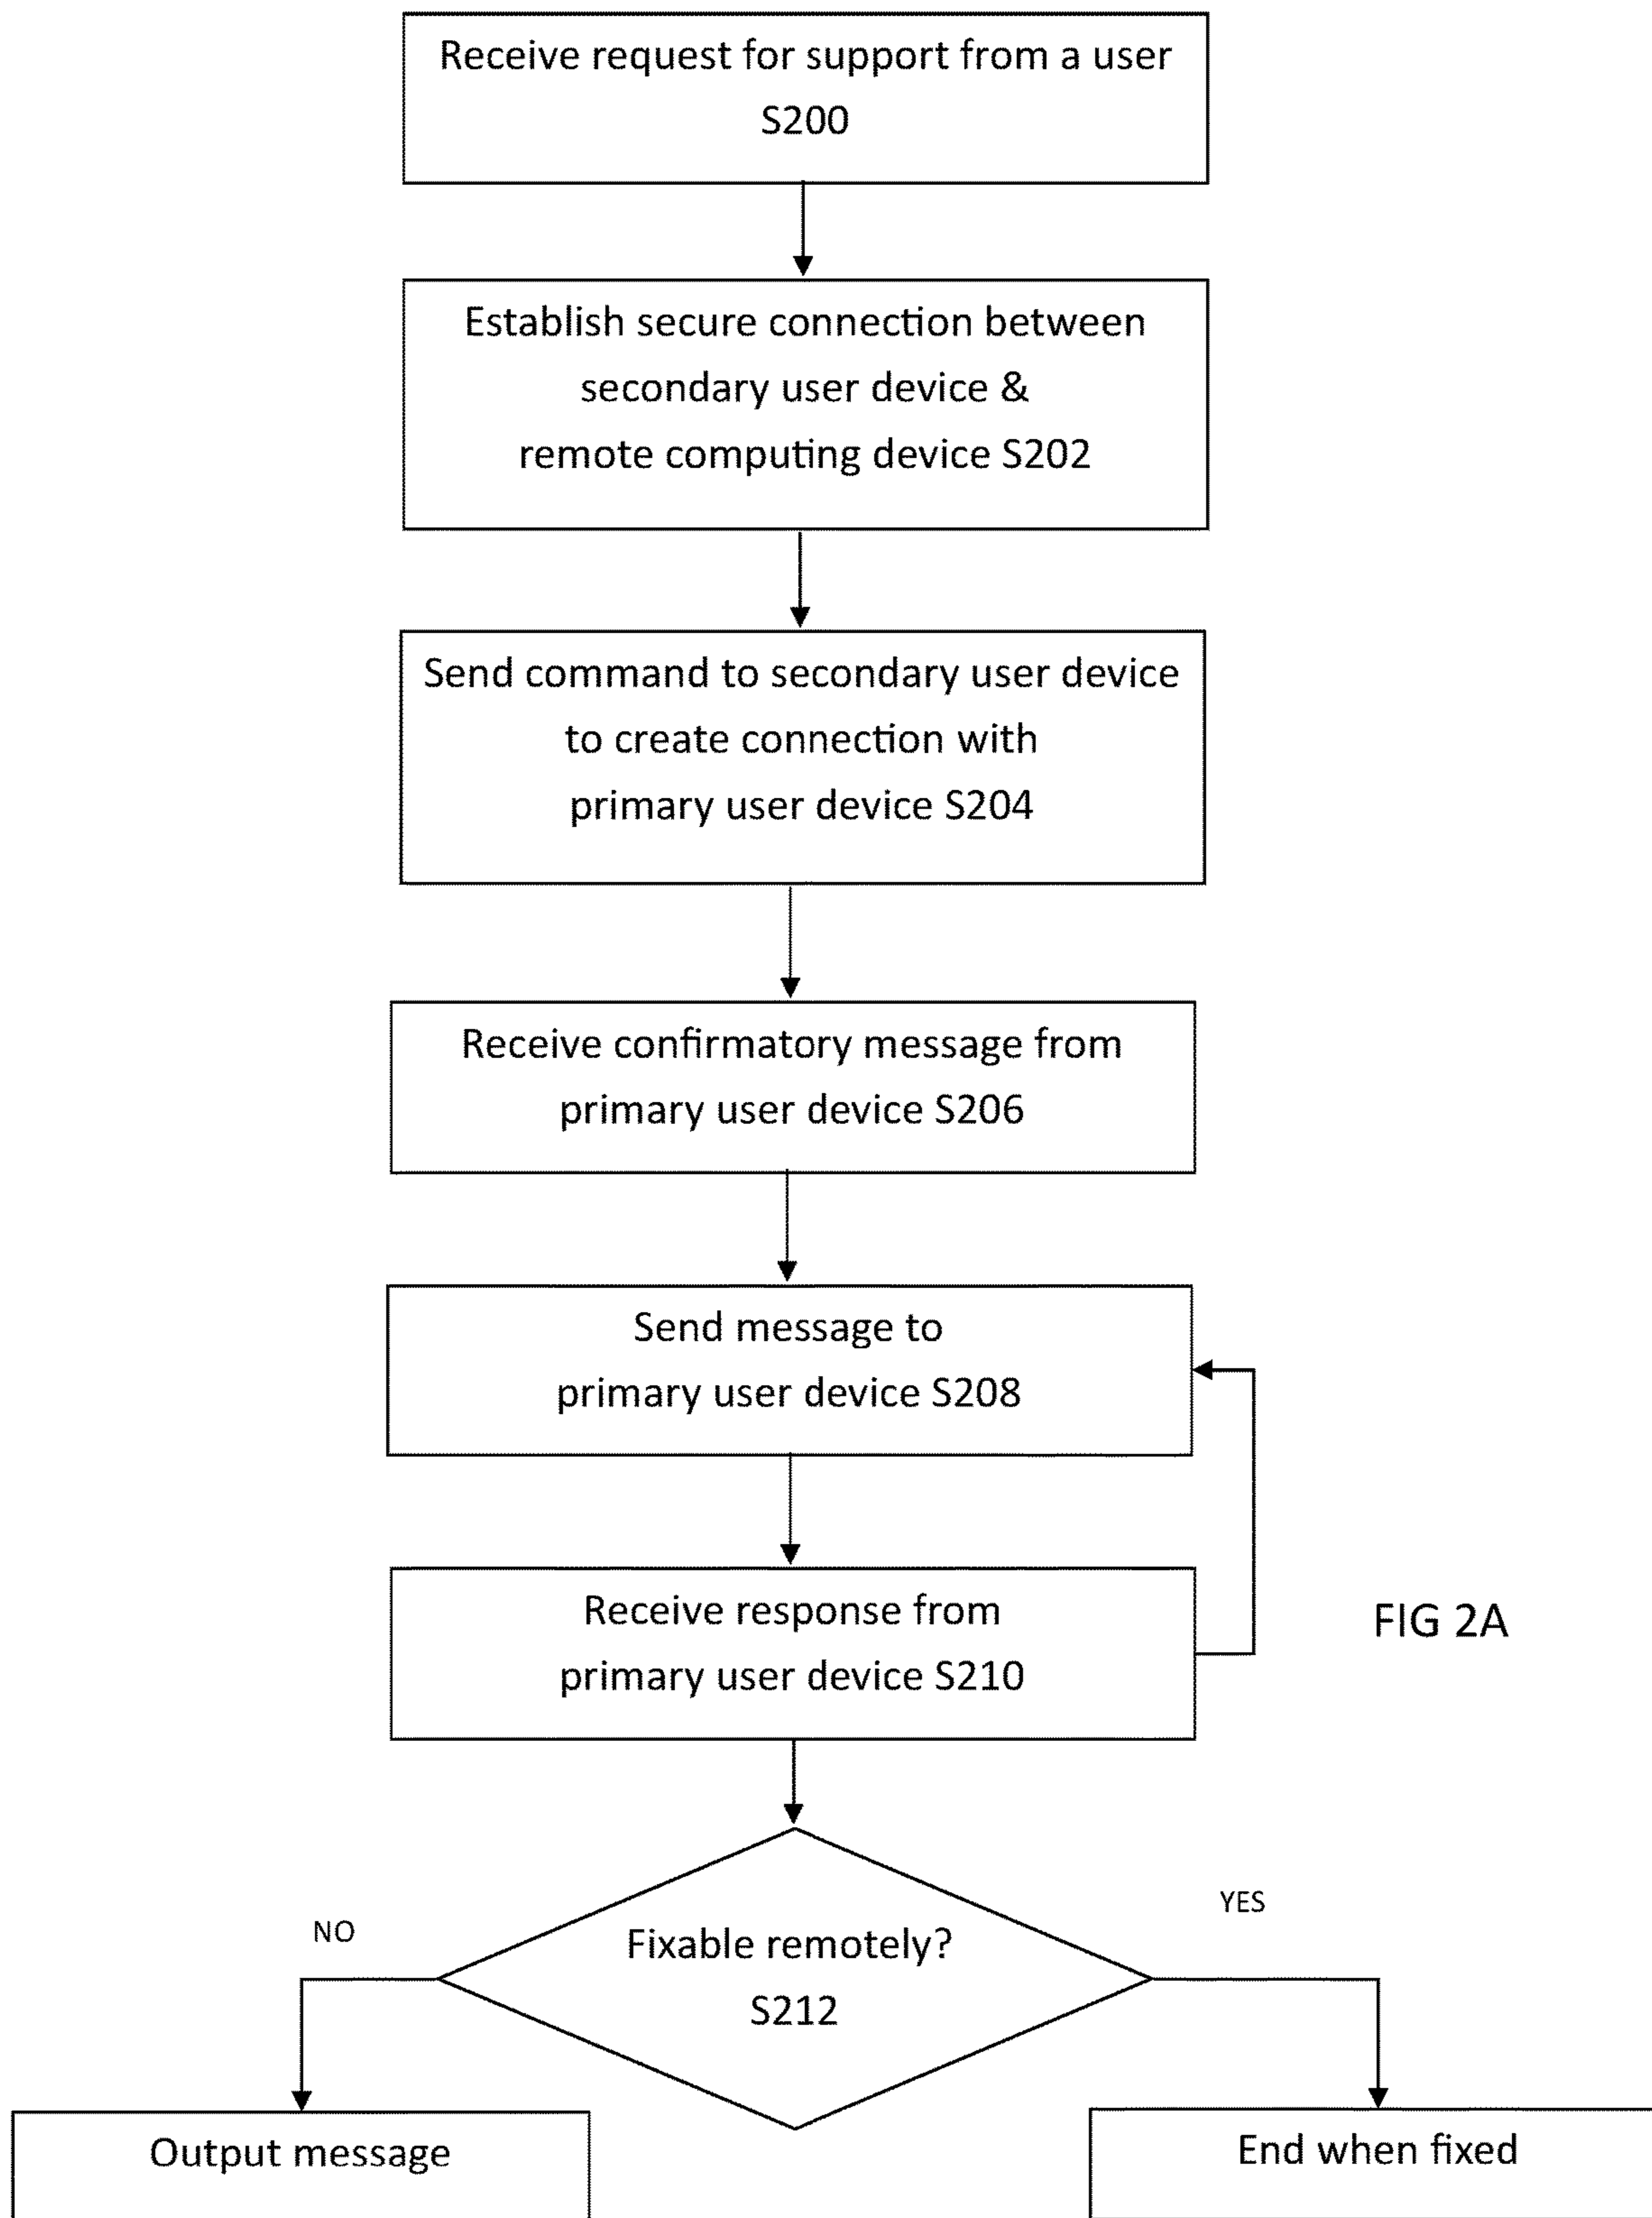 Receive request for support from a user
S200
Establish secure connection between
secondary user device &
remote computing device S202
Send command to secondary user device
to create connection with
primary user device S204
Receive confirmatory message from
primary user device S206
Send message to
primary user device S208
Receive response from
primary user device S210
FIG 2A
NO
YES
Fixable remotely?
S212
Output message
End when fixed